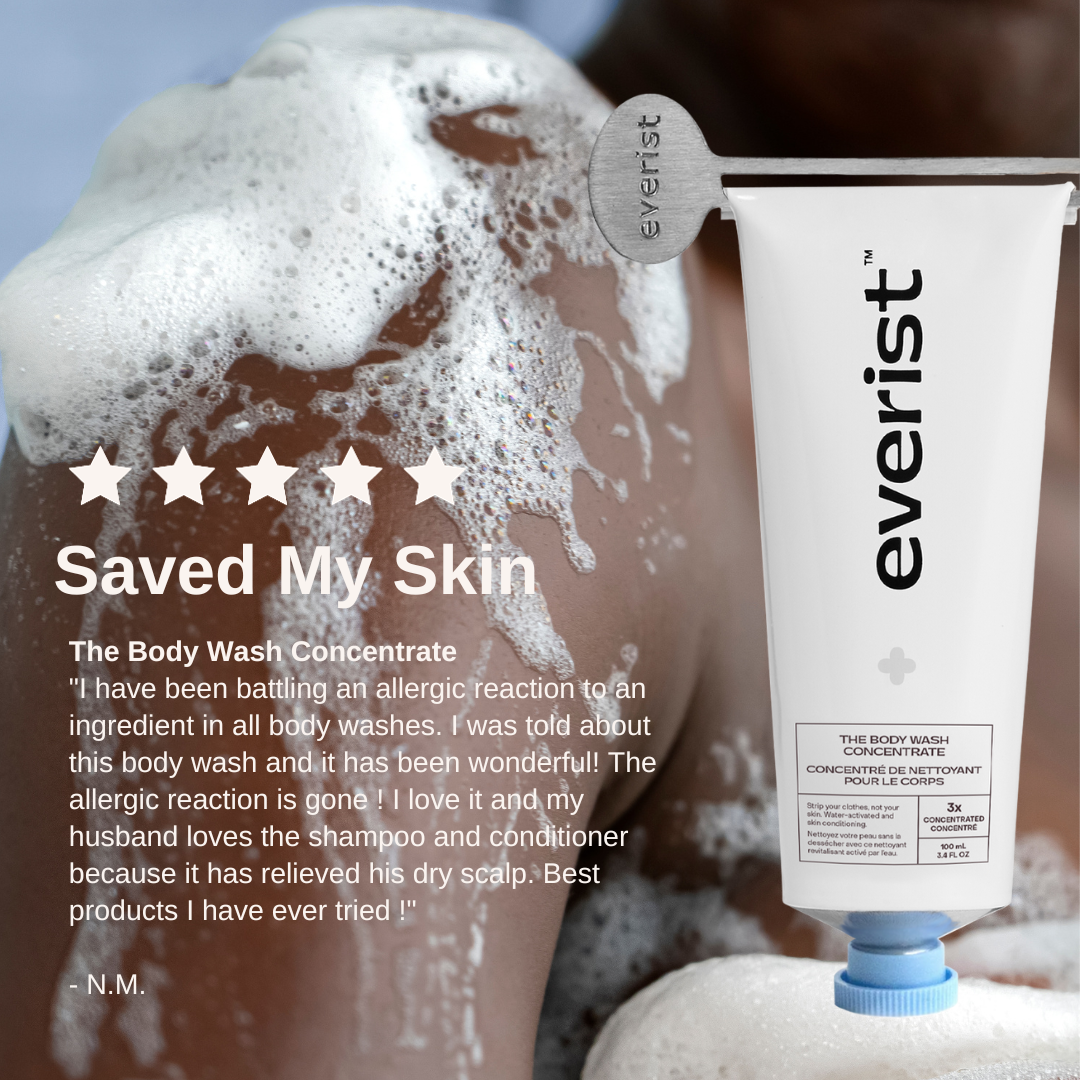 everist
everist™
★★★★★
Saved My Skin
The Body Wash Concentrate
"I have been battling an allergic reaction to an
ingredient in all body washes. I was told about
this body wash and it has been wonderful! The
allergic reaction is gone ! I love it and my
husband loves the shampoo and conditioner
because it has relieved his dry scalp. Best
products I have ever tried !"
- N.M.
THE BODY WASH
CONCENTRATE
CONCENTRÉ DE NETTOYANT
POUR LE CORPS
Strip your clothes, not your
skin. Water-activated and
skin conditioning.
Nettoyez votre peau sans la
dessécher avec ce nettoyant
revitalisant activé par l'eau.
3x
CONCENTRATED
CONCENTRÉ
100 mL
3.4 FL OZ